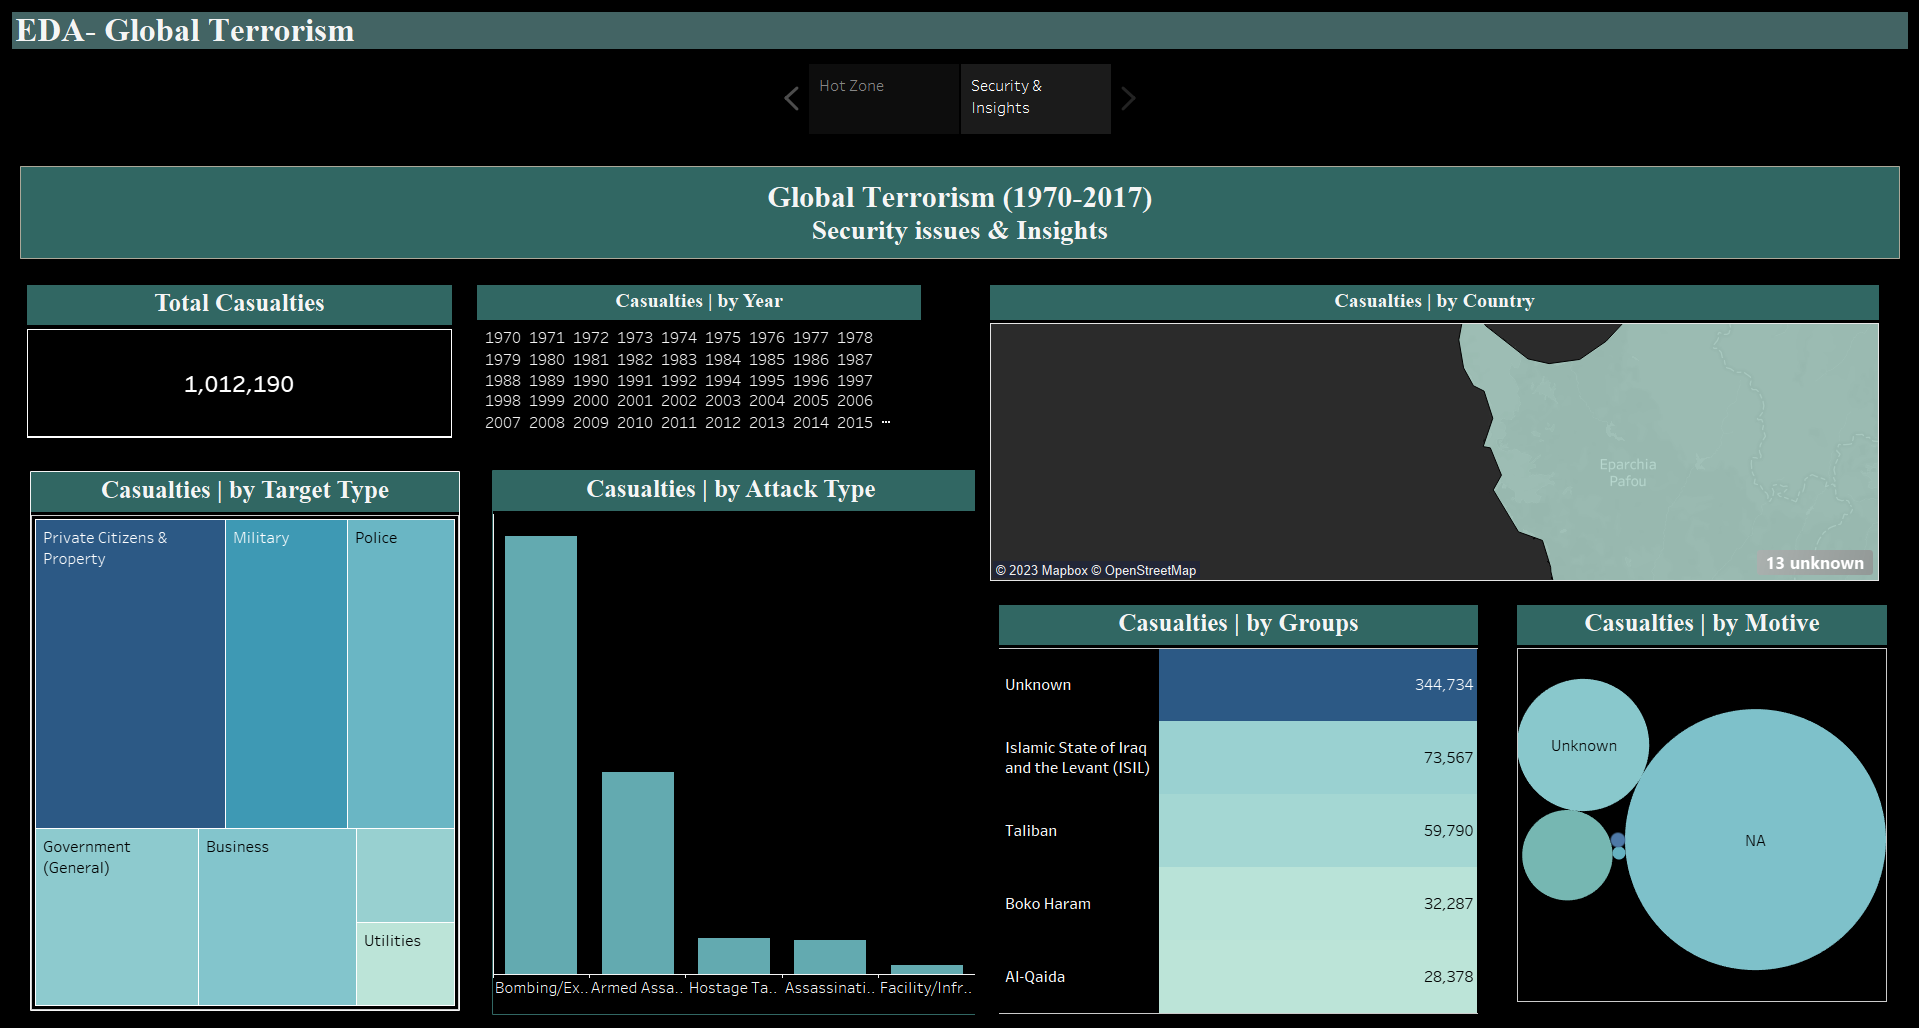 EDA- Global Terrorism
Hot Zone
Security &
Insights
Global Terrorism (1970-2017)
Security issues & Insights
Total Casualties
1,012,190
Casualties | by Year
1970 1971 1972 1973 1974 1975 1976 1977 1978
1979 1980 1981 1982 1983 1984 1985 1986 1987
1988 1989 1990 1991 1992 1994 1995 1996 1997
1998 1999 2000 2001 2002 2003 2004 2005 2006
2007 2008 2009 2010 2011 2012 2013 2014 2015 ...
Casualties | by Country
Eparchia
Pafou
© 2023 Mapbox © OpenStreetMap
13 unknown
Casualties | by Target Type
Private Citizens &
Property
Military
Police
Government
(General)
Business
Utilities
Casualties | by Attack Type
Bombing/Ex.. Armed Assa.. Hostage Ta.. Assassinati.. Facility/Infr..
Casualties | by Groups
Unknown 344,734
Islamic State of Iraq
and the Levant (ISIL) 73,567
Taliban 59,790
Boko Haram 32,287
Al-Qaida 28,378
Casualties | by Motive
Unknown
NA